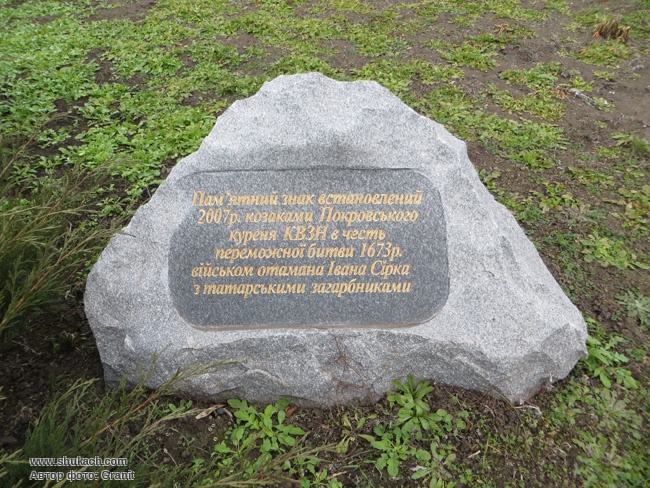 Пам'ятний знак встановлений
2007р. козаками Покровського
куреня КВЗН в честь
переможної битви 1673р.
військом отамана Івана Сірка
з татарськими загарбниками
www.shukach.com
Автор фото: Granit